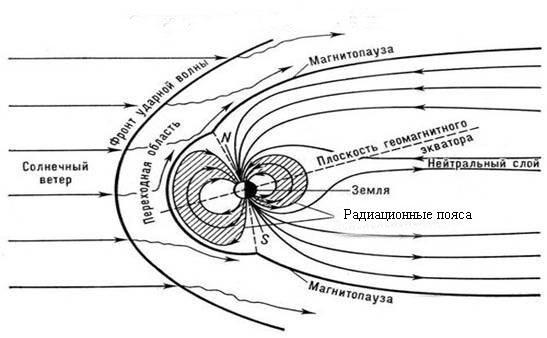 Магнитопауза
Фронт ударной волны
Переходная область
N
Плоскость геомагнитного
экватора
Солнечный
ветер
Нейтральный слой
Земля
Радиационные пояса
S
Магнитопауза